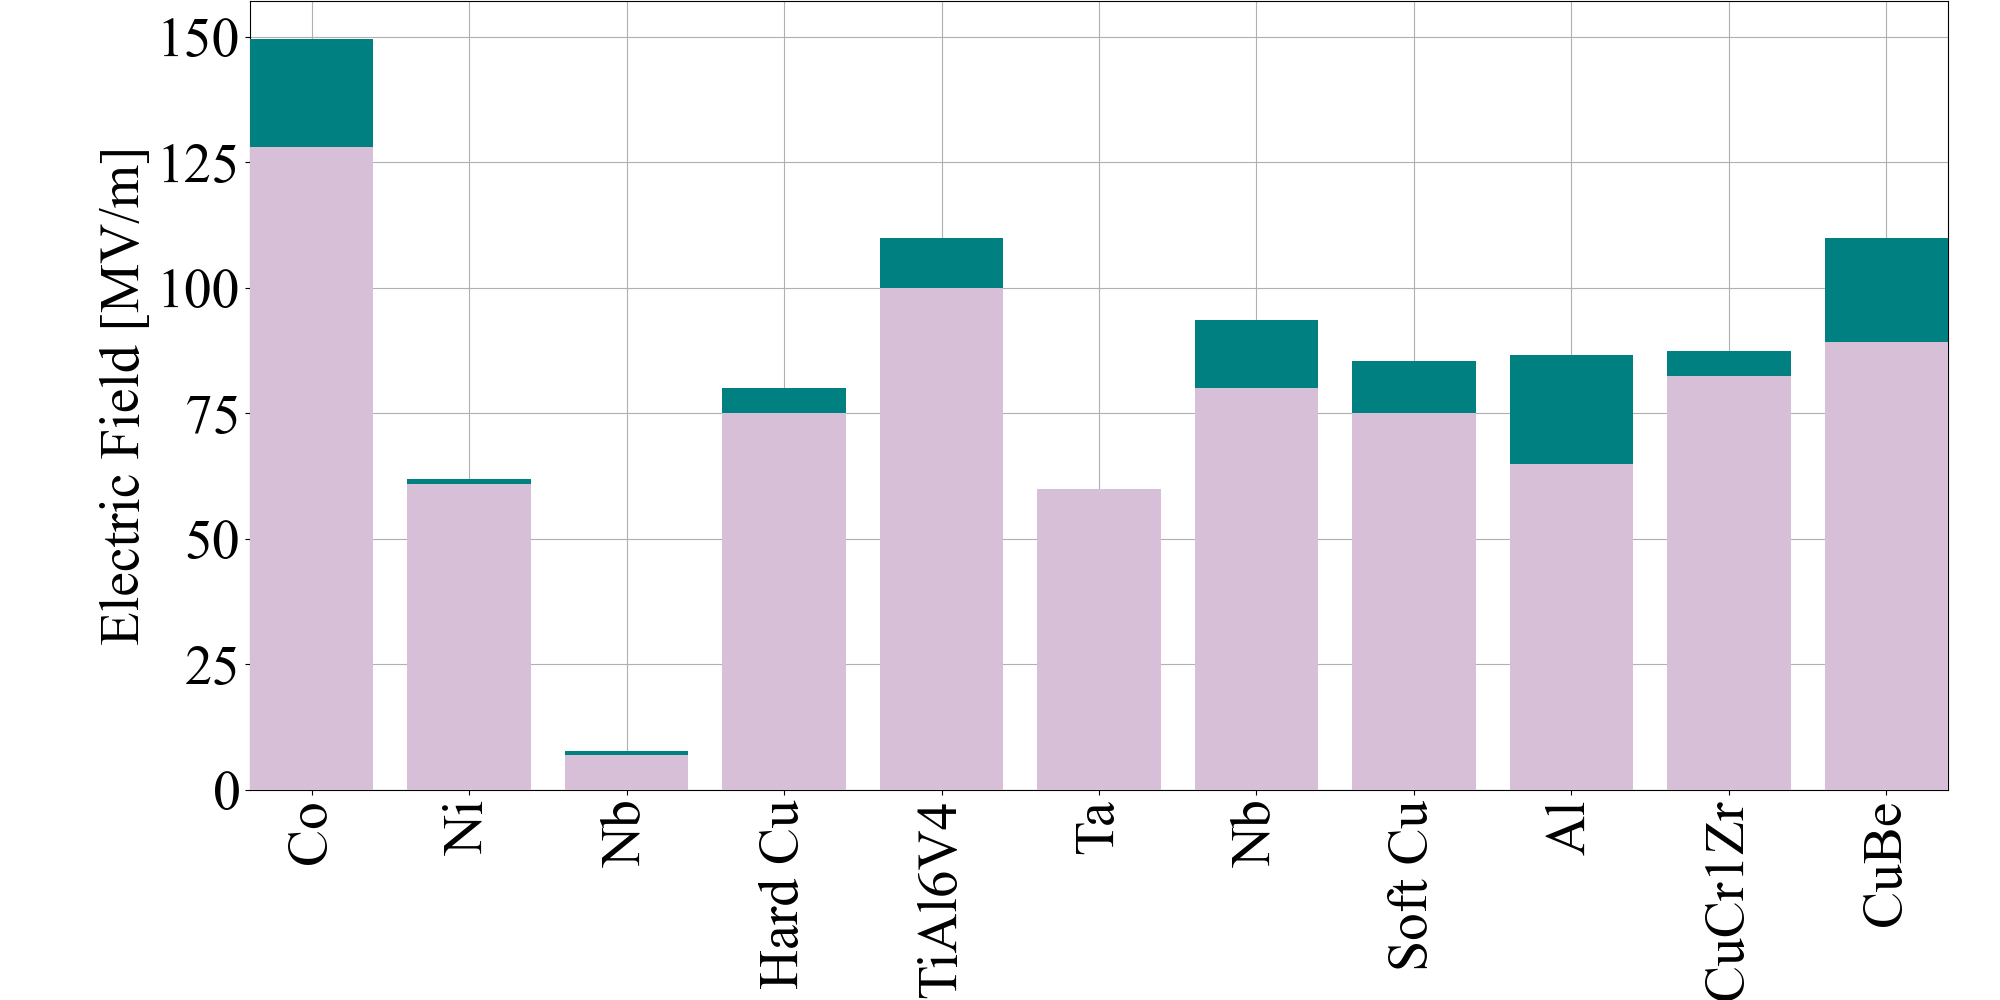 Electric Field [MV/m]
150
125
100
75
50
25
0
Co
Ni
Nb
Hard Cu
TiAl6V4
Ta
Nb
Soft Cu
Al
CuCr1Zr
CuBe